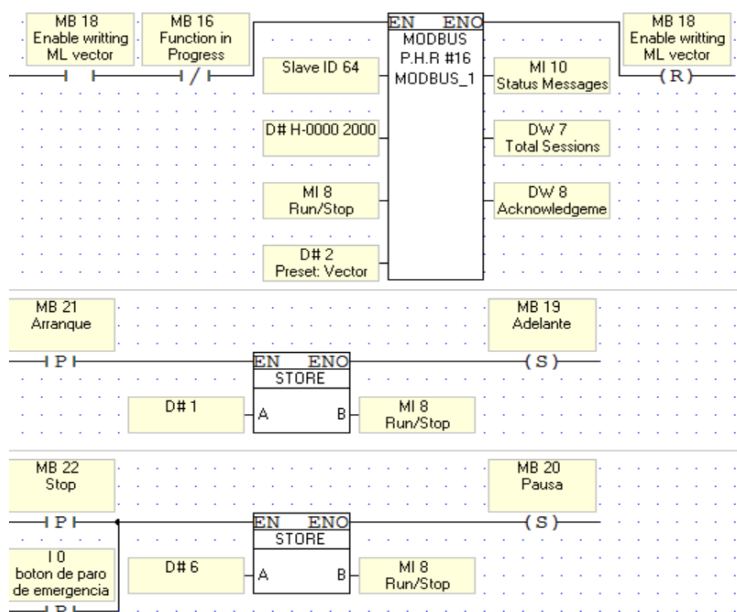 MB 18
Enable writting
ML vector
MB 16
Function in
Progress
EN ENO
MODBUS
P.H.R #16
MODBUS_1
MB 18
Enable writting
ML vector
(R)
Slave ID 64
MI 10
Status Messages
D# H-0000 2000
DW 7
Total Sessions
MI 8
Run/Stop
DW 8
Acknowledgeme
D# 2
Preset: Vector
MB 21
Arranque
MB 19
Adelante
P
EN ENO
STORE
(S)
D# 1
A B
MI 8
Run/Stop
MB 22
Stop
MB 20
Pausa
P
EN ENO
STORE
(S)
I 0
boton de paro
de emergencia
D# 6
A B
MI 8
Run/Stop
P